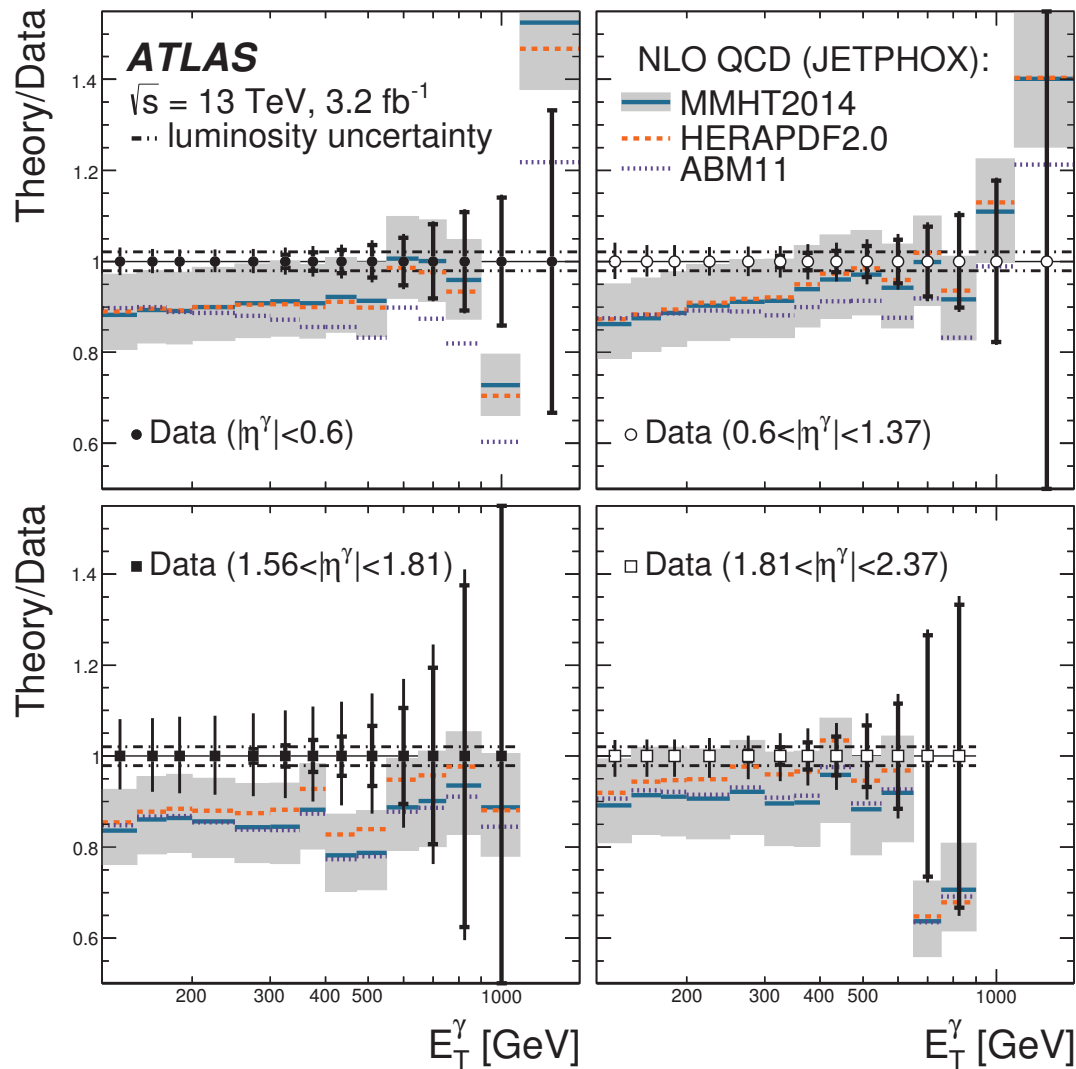 Theory/Data
1.4
1.2
1
0.8
0.6
ATLAS
√s = 13 TeV, 3.2 fb⁻¹
luminosity uncertainty
Data (|η^γ|<0.6)
NLO QCD (JETPHOX):
MMHT2014
HERAPDF2.0
ABM11
Data (0.6<|η^γ|<1.37)
Theory/Data
1.4
1.2
1
0.8
0.6
Data (1.56<|η^γ|<1.81)
Data (1.81<|η^γ|<2.37)
200 300 400 500 1000
200 300 400 500 1000
E_T^γ [GeV]
E_T^γ [GeV]